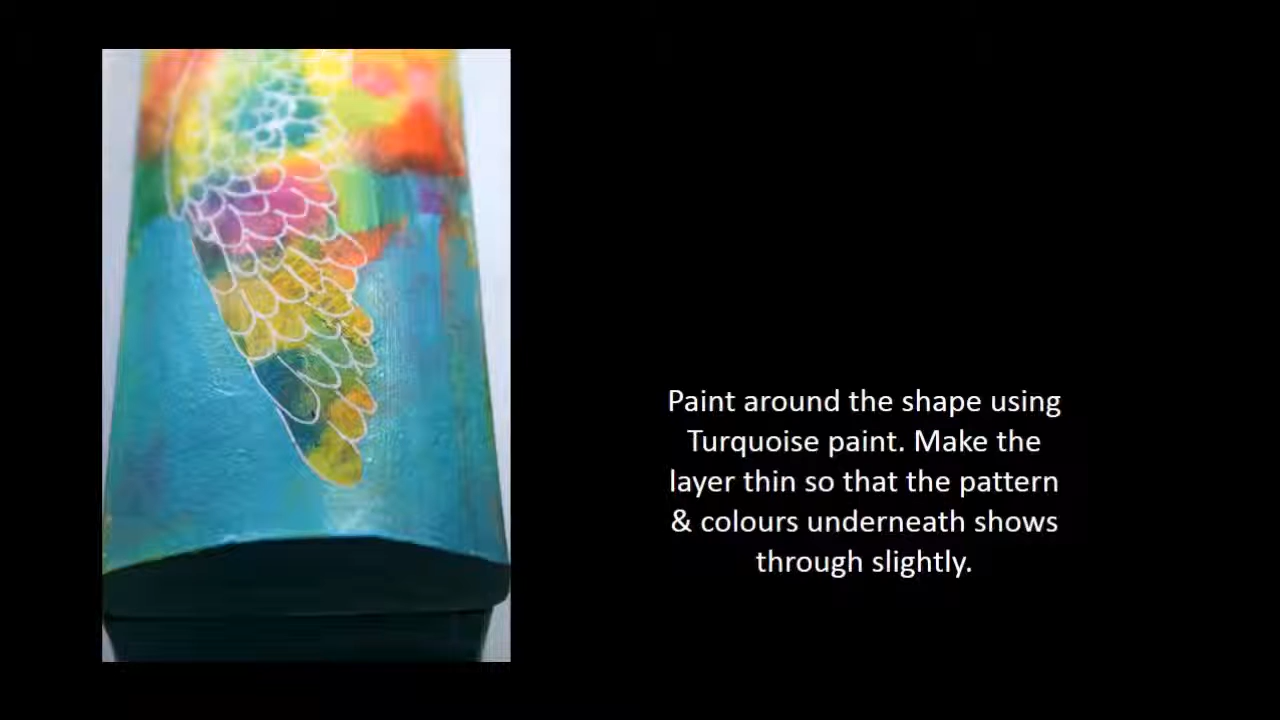 Paint around the shape using
Turquoise paint. Make the
layer thin so that the pattern
& colours underneath shows
through slightly.